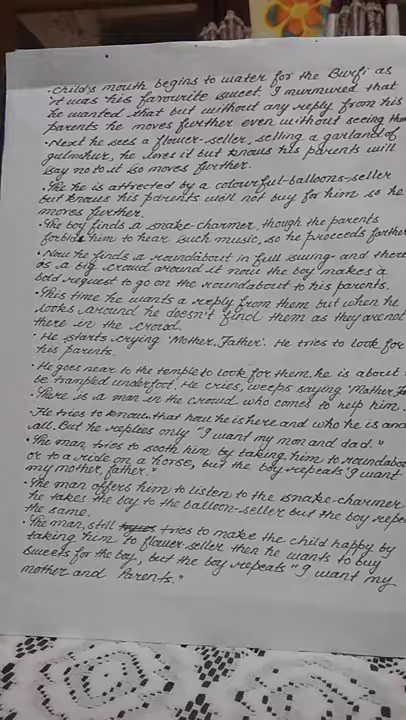 • Child's mouth begins to water for the Burfi as
it was his favourite sweet. I murmured that
he wanted that but without any reply from his
parents he moves further even without seeing them
• Next he sees a flower-seller, selling a garland of
gulmohur, he loves it but knows his parents will
say no to it so moves further.
• The he is attracted by a colourful-balloons-seller
but knows his parents will not buy for him so he
moves further.
• The boy finds a snake-charmer, though the parents
forbide him to hear such music, so he proceeds farther
• Now he finds a roundabout in full swing and there
as a big crowd around it now the boy makes a
bold request to go on the roundabout to his parents.
• This time he wants a reply from them but when he
looks around he doesn't find them as they are not
there in the crowd.
• He starts crying 'Mother, Father'. He tries to look for
his parents.
• He goes near to the temple to look for them. he is about
be trampled underfoot. He cries, weeps saying 'Mother Fa
• There is a man in the crowd who comes to help him.
• He tries to know that how he is here and who he is and
all. But he replies only "I want my mom and dad."
• The man tries to sooth him by taking him to roundabou
or to a ride on a horse, but the boy repeats "I want
my mother, father."
• The man offers him to listen to the snake-charmer
he takes the boy to the balloon-seller but the boy repe
the same.
• The man, still tries to make the child happy by
taking him to flower-seller then he wants to buy
sweets for the boy, but the boy repeats "I want my
mother and Parents."